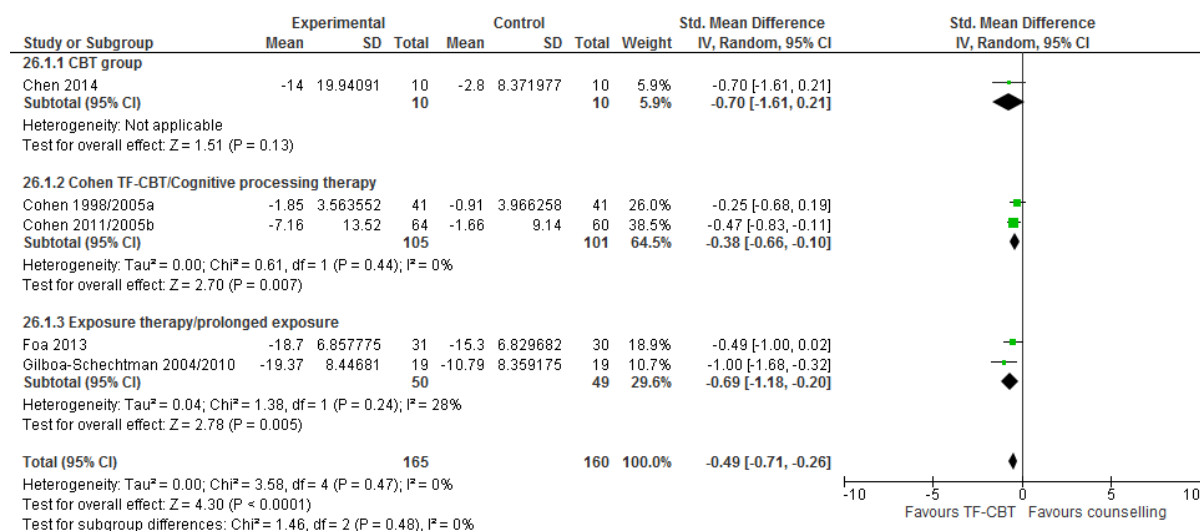 Experimental Control Std. Mean Difference Std. Mean Difference
Study or Subgroup Mean SD Total Mean SD Total Weight IV, Random, 95% CI IV, Random, 95% CI
26.1.1 CBT group
Chen 2014 -14 19.94091 10 -2.8 8.371977 10 5.9% -0.70 [-1.61, 0.21]
Subtotal (95% CI) 10 10 5.9% -0.70 [-1.61, 0.21]
Heterogeneity: Not applicable
Test for overall effect: Z = 1.51 (P = 0.13)
26.1.2 Cohen TF-CBT/Cognitive processing therapy
Cohen 1998/2005a -1.85 3.563552 41 -0.91 3.966258 41 26.0% -0.25 [-0.68, 0.19]
Cohen 2011/2005b -7.16 13.52 64 -1.66 9.14 60 38.5% -0.47 [-0.83, -0.11]
Subtotal (95% CI) 105 101 64.5% -0.38 [-0.66, -0.10]
Heterogeneity: Tau² = 0.00; Chi² = 0.61, df = 1 (P = 0.44); I² = 0%
Test for overall effect: Z = 2.70 (P = 0.007)
26.1.3 Exposure therapy/prolonged exposure
Foa 2013 -18.7 6.857775 31 -15.3 6.829682 30 18.9% -0.49 [-1.00, 0.02]
Gilboa-Schechtman 2004/2010 -19.37 8.44681 19 -10.79 8.359175 19 10.7% -1.00 [-1.68, -0.32]
Subtotal (95% CI) 50 49 29.6% -0.69 [-1.18, -0.20]
Heterogeneity: Tau² = 0.04; Chi² = 1.38, df = 1 (P = 0.24); I² = 28%
Test for overall effect: Z = 2.78 (P = 0.005)
Total (95% CI) 165 160 100.0% -0.49 [-0.71, -0.26]
Heterogeneity: Tau² = 0.00; Chi² = 3.58, df = 4 (P = 0.47); I² = 0%
Test for overall effect: Z = 4.30 (P < 0.0001)
Test for subgroup differences: Chi² = 1.46, df = 2 (P = 0.48), I² = 0%
-10 -5 0 5 10
Favours TF-CBT Favours counselling